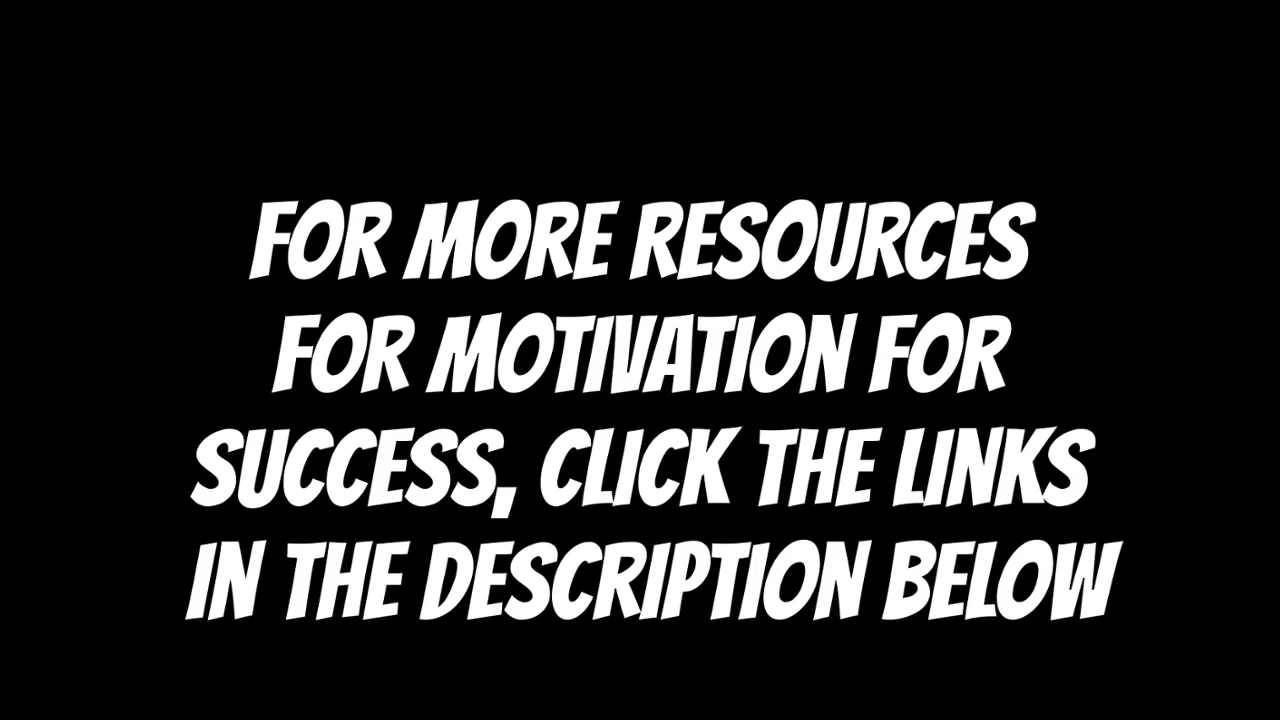 FOR MORE RESOURCES
FOR MOTIVATION FOR
SUCCESS, CLICK THE LINKS
IN THE DESCRIPTION BELOW